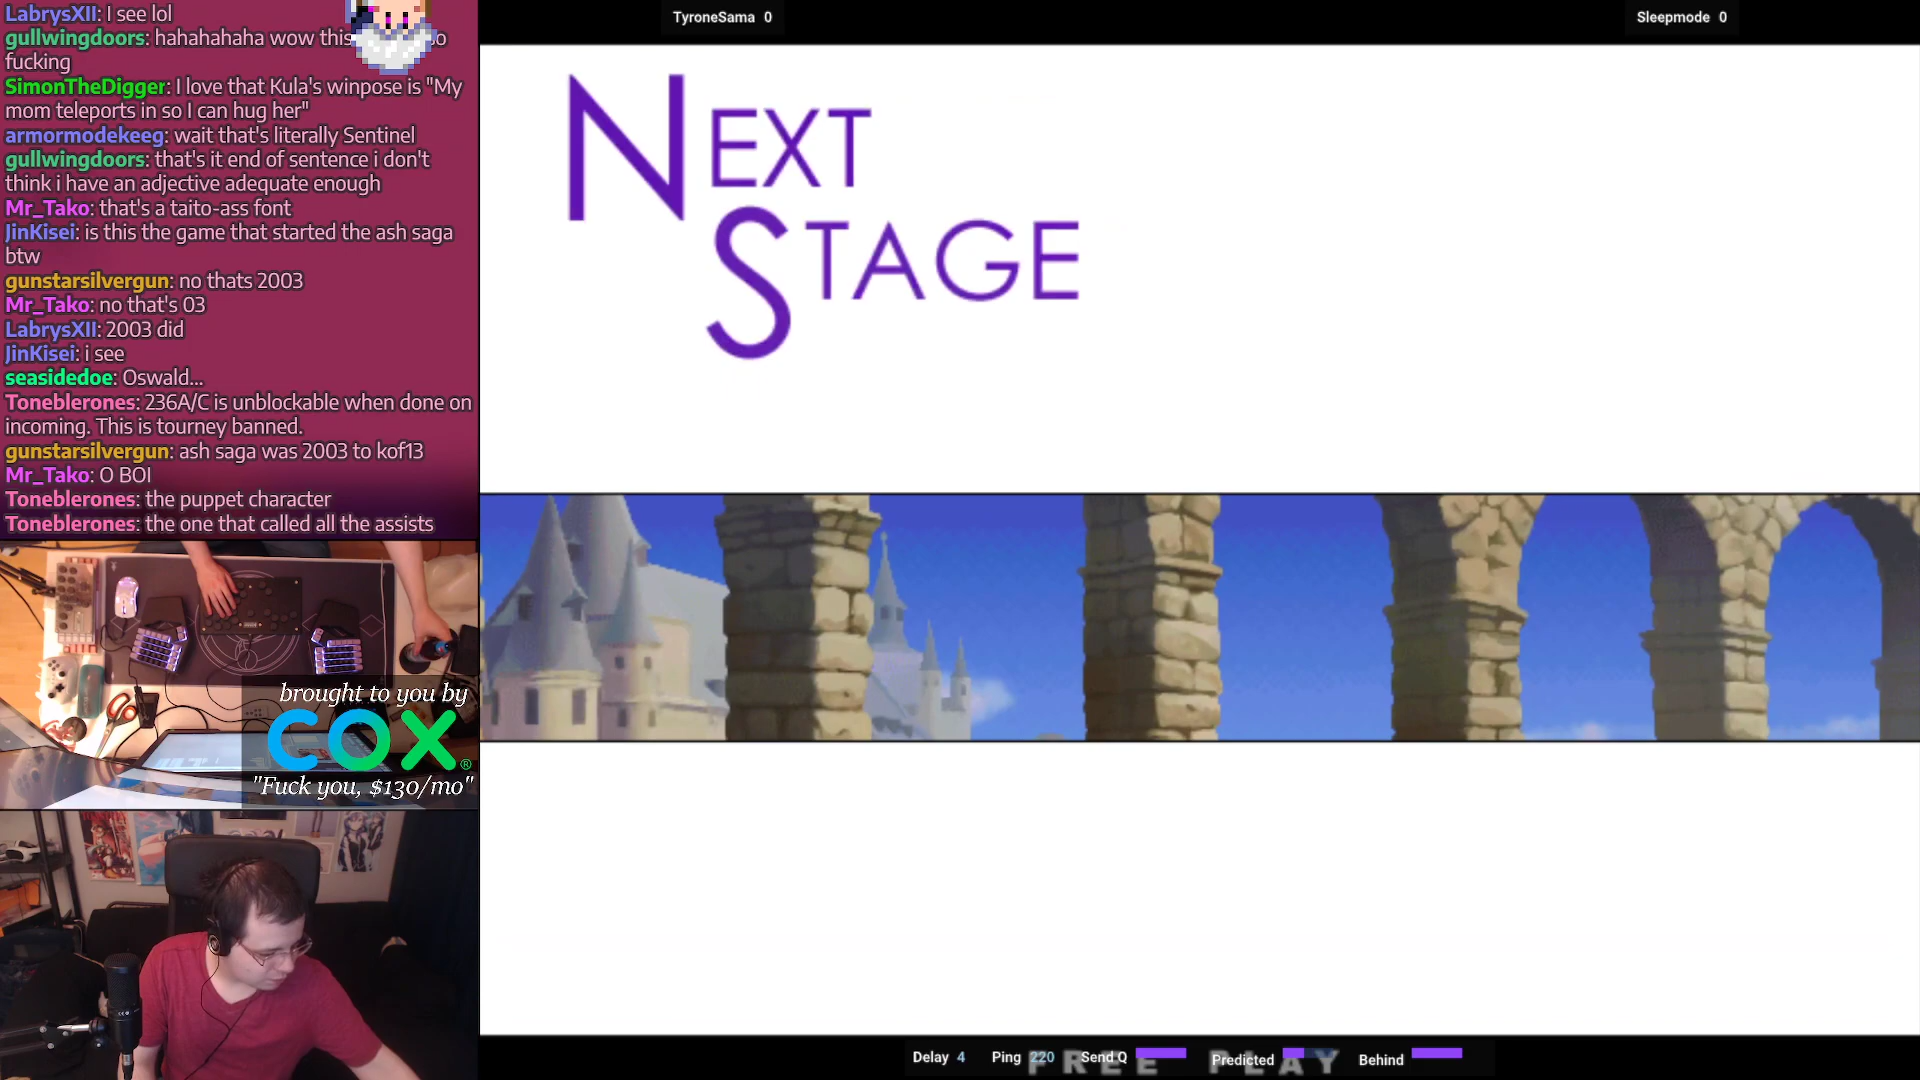 LabrysXII: I see lol
gullwingdoors: hahahahaha wow this
fucking
SimonTheDigger: I love that Kula's winpose is "My
mom teleports in so I can hug her"
armormodekeeg: wait that's literally Sentinel
gullwingdoors: that's it end of sentence i don't
think i have an adjective adequate enough
Mr_Tako: that's a taito-ass font
JinKisei: is this the game that started the ash saga
btw
gunstarsilvergun: no thats 2003
Mr_Tako: no that's 03
LabrysXII: 2003 did
JinKisei: i see
seasidedoe: Oswald...
Toneblerones: 236A/C is unblockable when done on
incoming. This is tourney banned.
gunstarsilvergun: ash saga was 2003 to kof13
Mr_Tako: O BOI
Toneblerones: the puppet character
Toneblerones: the one that called all the assists
brought to you by
COX®
"Fuck you, $130/mo"
TyroneSama 0
Sleepmode 0
NEXT
STAGE
Delay 4 Ping 220 Send Q Predicted Behind
FREE PLAY